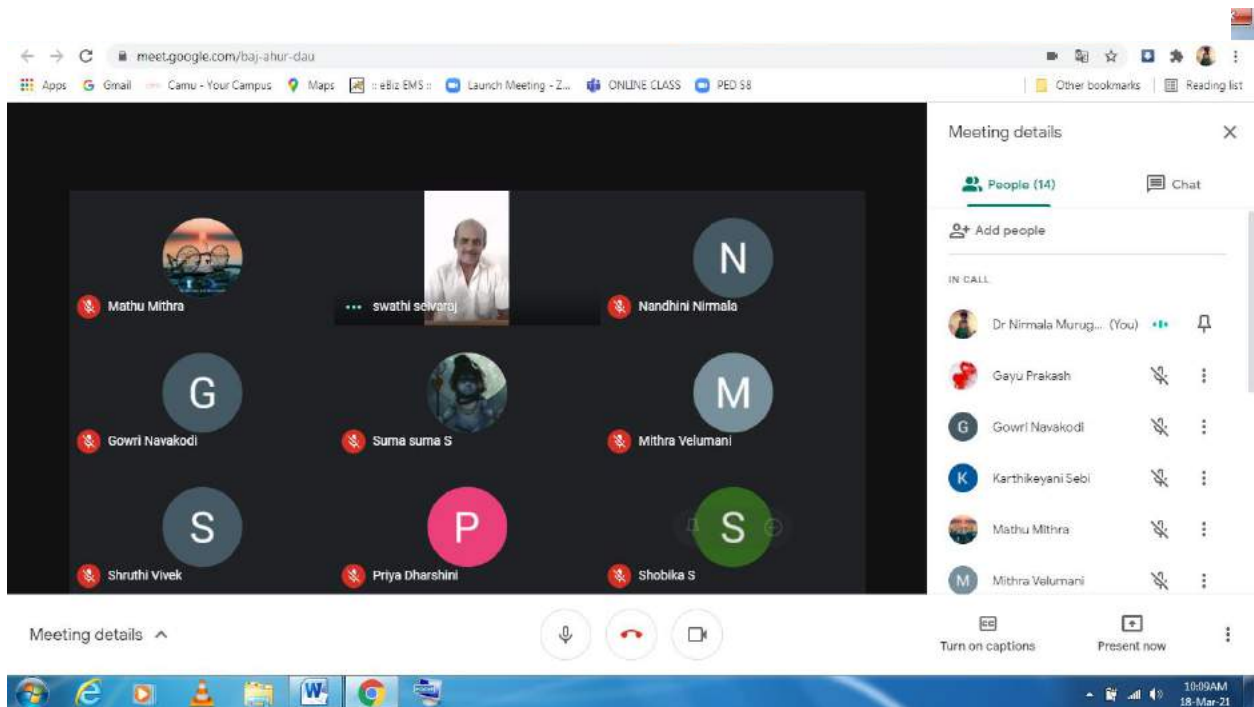 meet.google.com/baj-ahur-dau
Apps Gmail Camu - Your Campus Maps :: eBiz EMS :: Launch Meeting - Z... ONLINE CLASS PED S8 Other bookmarks Reading list
Meeting details
People (14) Chat
Add people
IN CALL
Dr Nirmala Murug... (You)
Gayu Prakash
G Gowri Navakodi
K Karthikeyani Sebi
Mathu Mithra
M Mithra Velumani
Mathu Mithra
swathi selvaraj
N
Nandhini Nirmala
G
Gowri Navakodi
Suma suma S
M
Mithra Velumani
S
Shruthi Vivek
P
Priya Dharshini
S
Shobika S
Meeting details
CC
Turn on captions
Present now
W
10:09AM
18-Mar-21